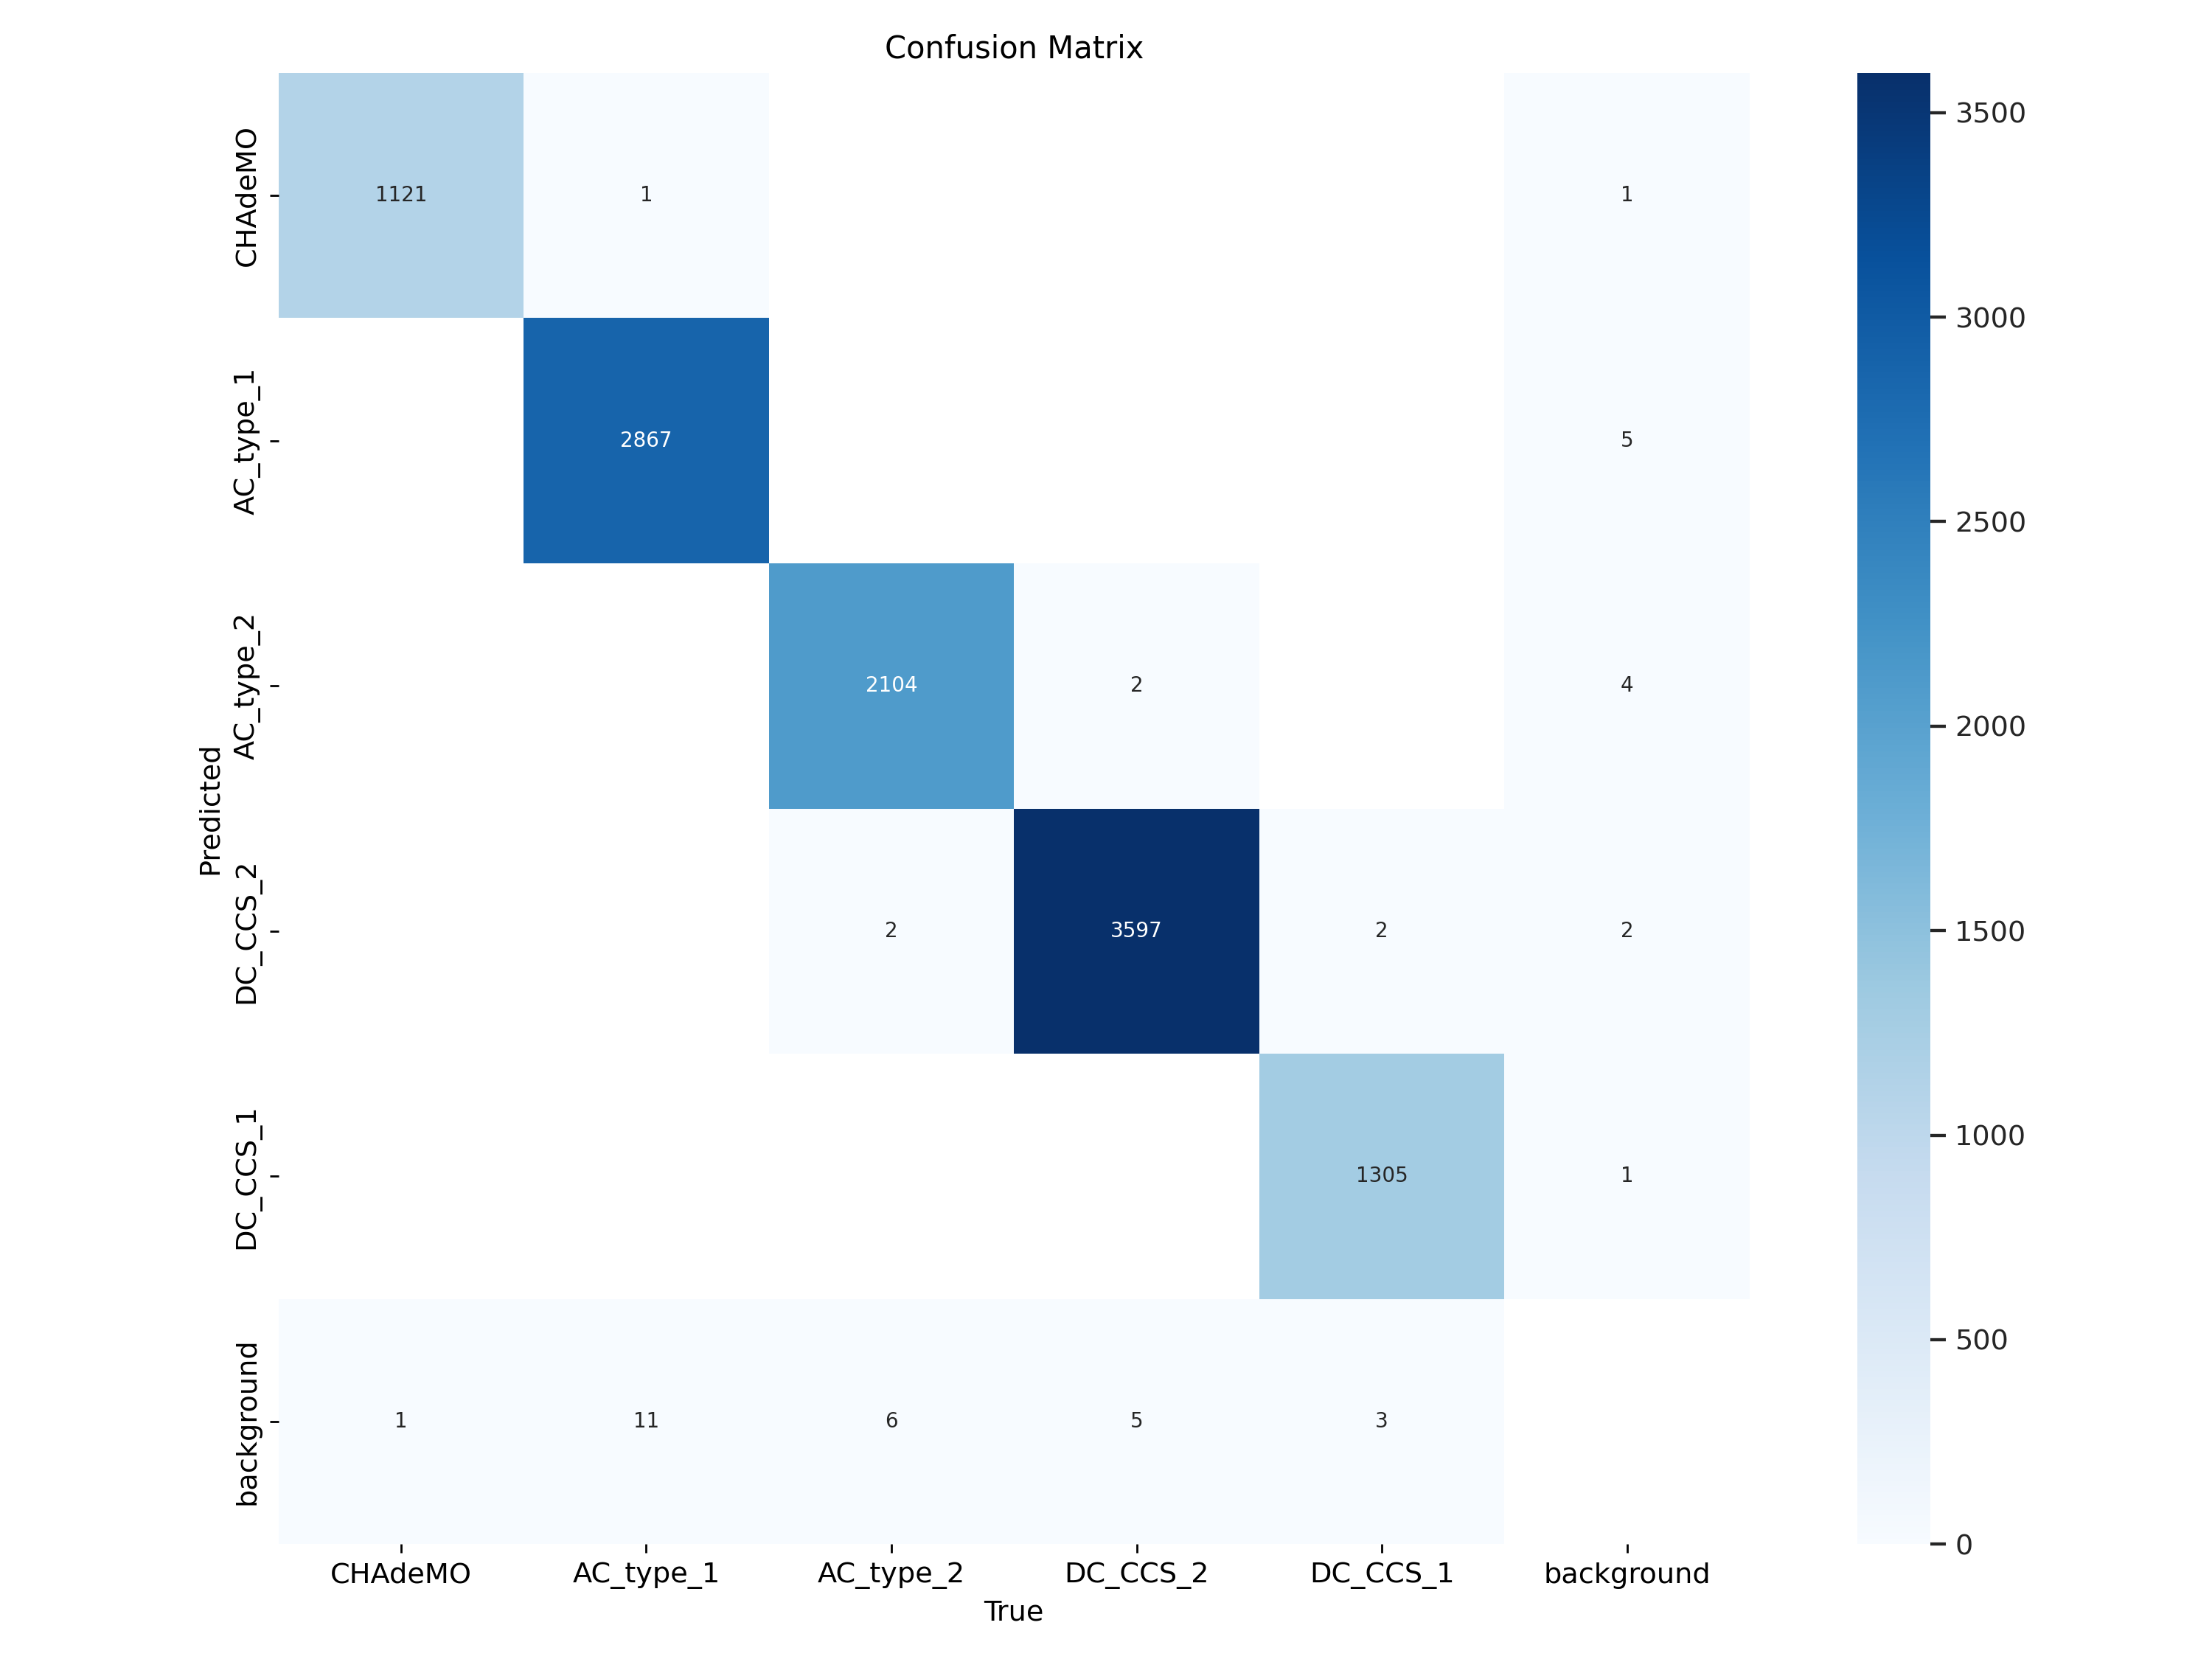 Confusion Matrix
CHAdeMO
1121 1 1
AC_type_1
2867 5
AC_type_2
2104 2 4
DC_CCS_2
2 3597 2 2
DC_CCS_1
1305 1
background
1 11 6 5 3
Predicted
CHAdeMO AC_type_1 AC_type_2 DC_CCS_2 DC_CCS_1 background
True
3500
3000
2500
2000
1500
1000
500
0